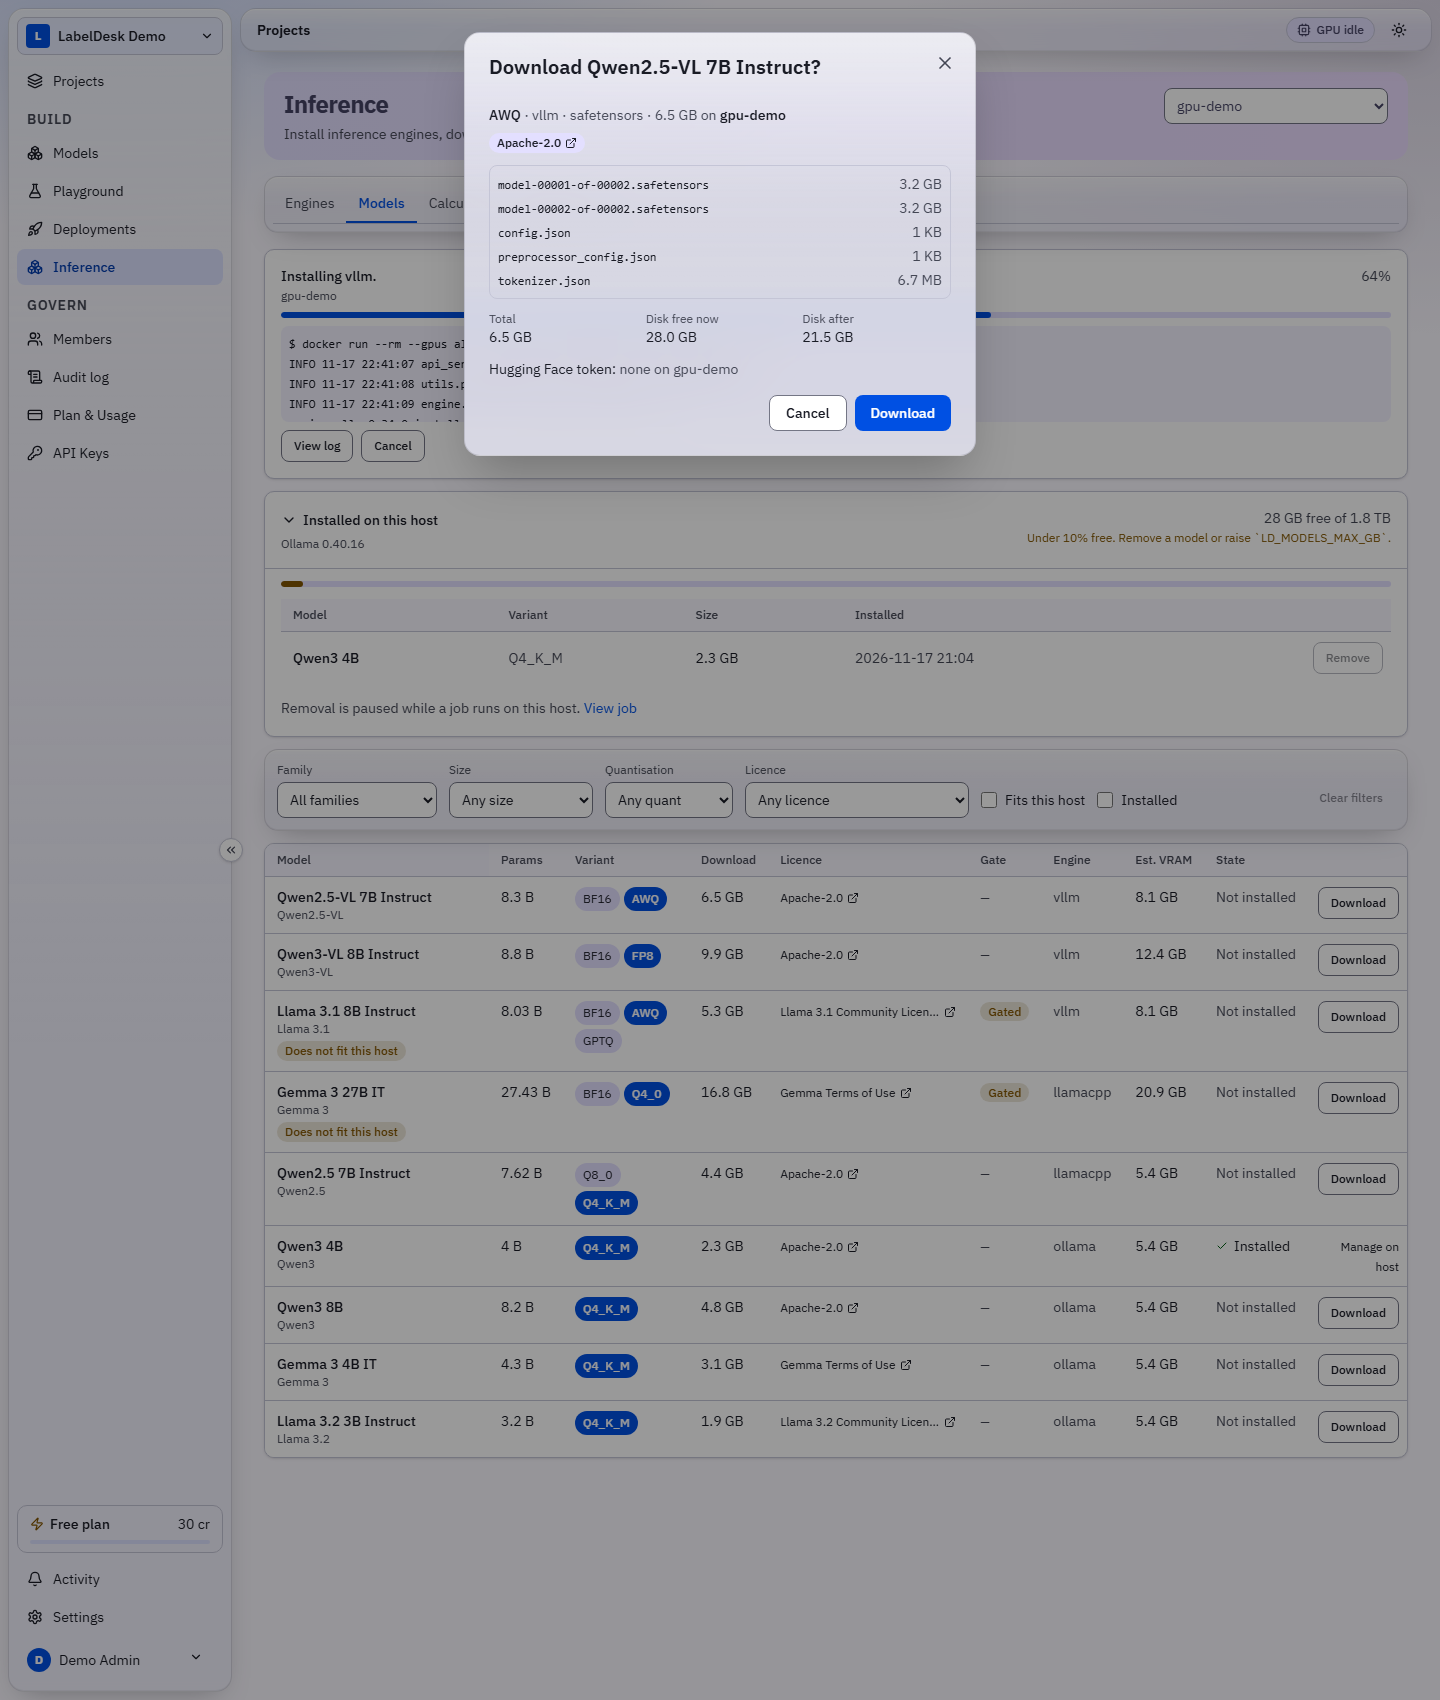 L LabelDesk Demo
Projects
BUILD
Models
Playground
Deployments
Inference
GOVERN
Members
Audit log
Plan & Usage
API Keys
Free plan 30 cr
Activity
Settings
D Demo Admin
Projects
GPU idle
Inference
Install inference engines, do
gpu-demo
Engines Models Calcu
Installing vllm.
64%
gpu-demo
$ docker run --rm --gpus al
INFO 11-17 22:41:07 api_ser
INFO 11-17 22:41:08 utils.p
INFO 11-17 22:41:09 engine.
View log Cancel
Download Qwen2.5-VL 7B Instruct?
AWQ · vllm · safetensors · 6.5 GB on gpu-demo
Apache-2.0
model-00001-of-00002.safetensors 3.2 GB
model-00002-of-00002.safetensors 3.2 GB
config.json 1 KB
preprocessor_config.json 1 KB
tokenizer.json 6.7 MB
Total Disk free now Disk after
6.5 GB 28.0 GB 21.5 GB
Hugging Face token: none on gpu-demo
Cancel Download
Installed on this host
28 GB free of 1.8 TB
Ollama 0.40.16
Under 10% free. Remove a model or raise `LD_MODELS_MAX_GB`.
Model Variant Size Installed
Qwen3 4B Q4_K_M 2.3 GB 2026-11-17 21:04 Remove
Removal is paused while a job runs on this host. View job
Family Size Quantisation Licence
All families Any size Any quant Any licence Fits this host Installed Clear filters
Model Params Variant Download Licence Gate Engine Est. VRAM State
Qwen2.5-VL 7B Instruct 8.3 B BF16 AWQ 6.5 GB Apache-2.0 – vllm 8.1 GB Not installed Download
Qwen2.5-VL
Qwen3-VL 8B Instruct 8.8 B BF16 FP8 9.9 GB Apache-2.0 – vllm 12.4 GB Not installed Download
Qwen3-VL
Llama 3.1 8B Instruct 8.03 B BF16 AWQ 5.3 GB Llama 3.1 Community Licen... Gated vllm 8.1 GB Not installed Download
Llama 3.1 GPTQ
Does not fit this host
Gemma 3 27B IT 27.43 B BF16 Q4_0 16.8 GB Gemma Terms of Use Gated llamacpp 20.9 GB Not installed Download
Gemma 3
Does not fit this host
Qwen2.5 7B Instruct 7.62 B Q8_0 4.4 GB Apache-2.0 – llamacpp 5.4 GB Not installed Download
Qwen2.5 Q4_K_M
Qwen3 4B 4 B Q4_K_M 2.3 GB Apache-2.0 – ollama 5.4 GB Installed Manage on
Qwen3 host
Qwen3 8B 8.2 B Q4_K_M 4.8 GB Apache-2.0 – ollama 5.4 GB Not installed Download
Qwen3
Gemma 3 4B IT 4.3 B Q4_K_M 3.1 GB Gemma Terms of Use – ollama 5.4 GB Not installed Download
Gemma 3
Llama 3.2 3B Instruct 3.2 B Q4_K_M 1.9 GB Llama 3.2 Community Licen... – ollama 5.4 GB Not installed Download
Llama 3.2